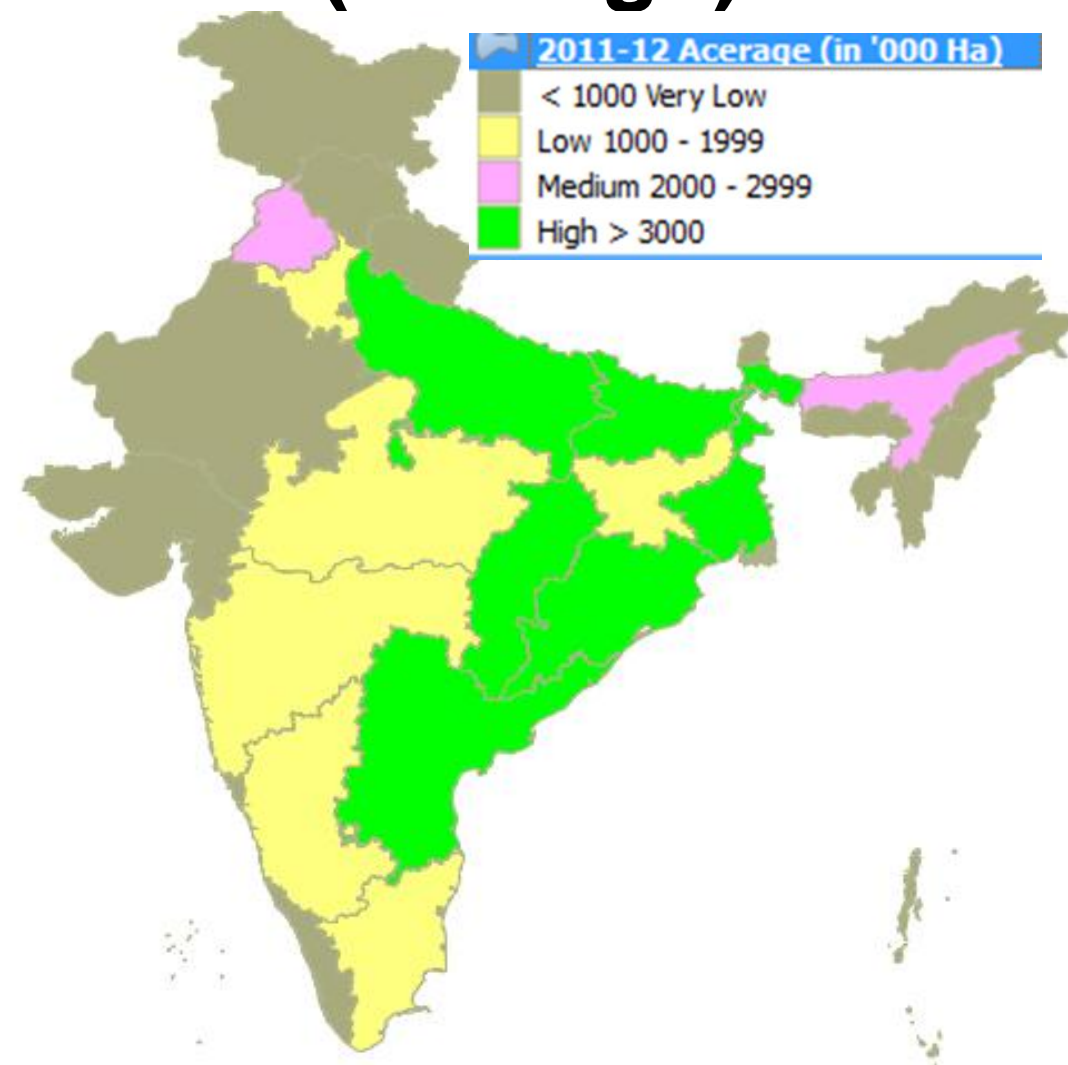 2011-12 Acerage (in '000 Ha)
< 1000 Very Low
Low 1000 - 1999
Medium 2000 - 2999
High > 3000